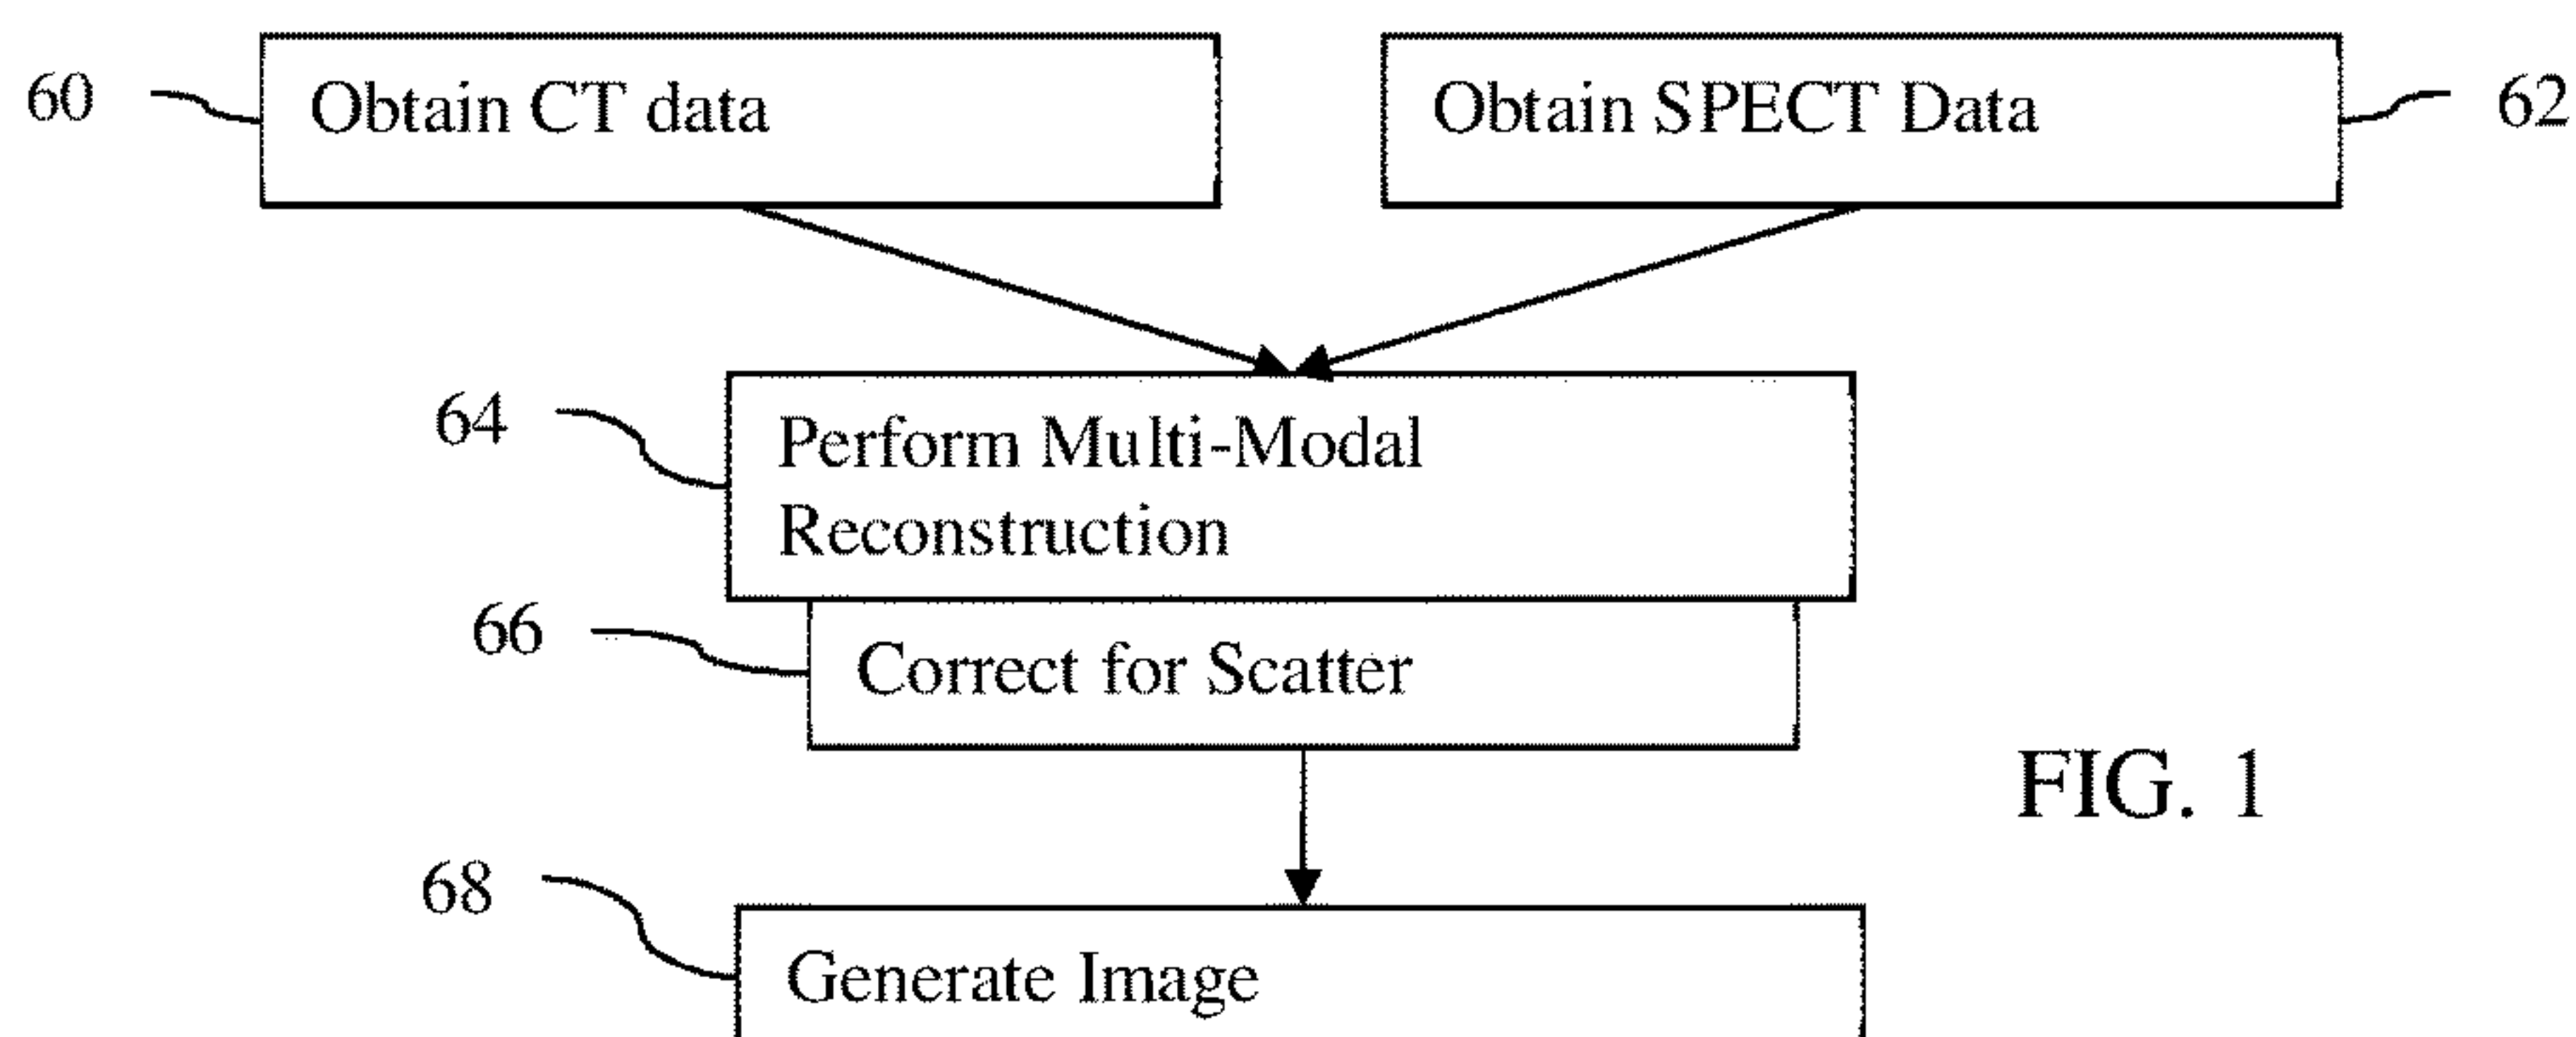 60
Obtain CT data
Obtain SPECT Data
62
64
Perform Multi-Modal
Reconstruction
66
Correct for Scatter
FIG. 1
68
Generate Image